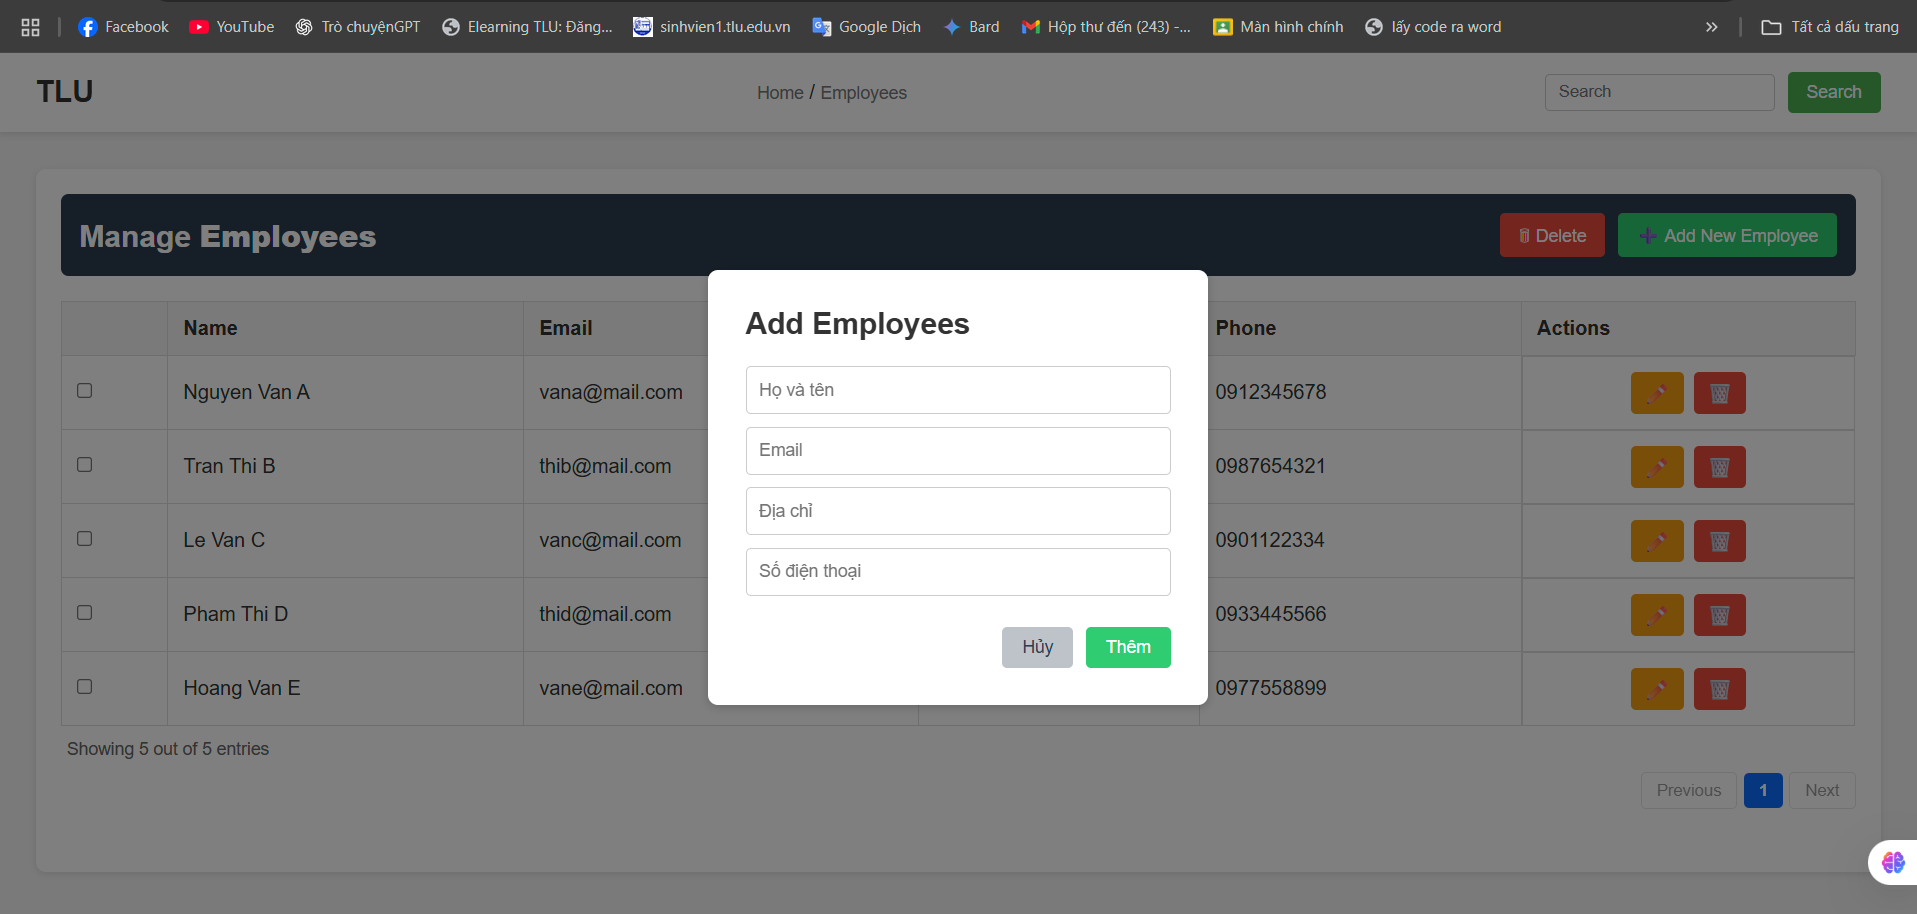 Facebook YouTube Trò chuyệnGPT Elearning TLU: Đăng... sinhvien1.tlu.edu.vn Google Dịch Bard Hộp thư đến (243) -... Màn hình chính lấy code ra word » Tất cả dấu trang
TLU Home / Employees Search Search
Manage Employees Delete Add New Employee
Name Email Phone Actions
Nguyen Van A vana@mail.com 0912345678
Tran Thi B thib@mail.com 0987654321
Le Van C vanc@mail.com 0901122334
Pham Thi D thid@mail.com 0933445566
Hoang Van E vane@mail.com 0977558899
Showing 5 out of 5 entries
Previous 1 Next
Add Employees
Họ và tên
Email
Địa chỉ
Số điện thoại
Hủy Thêm